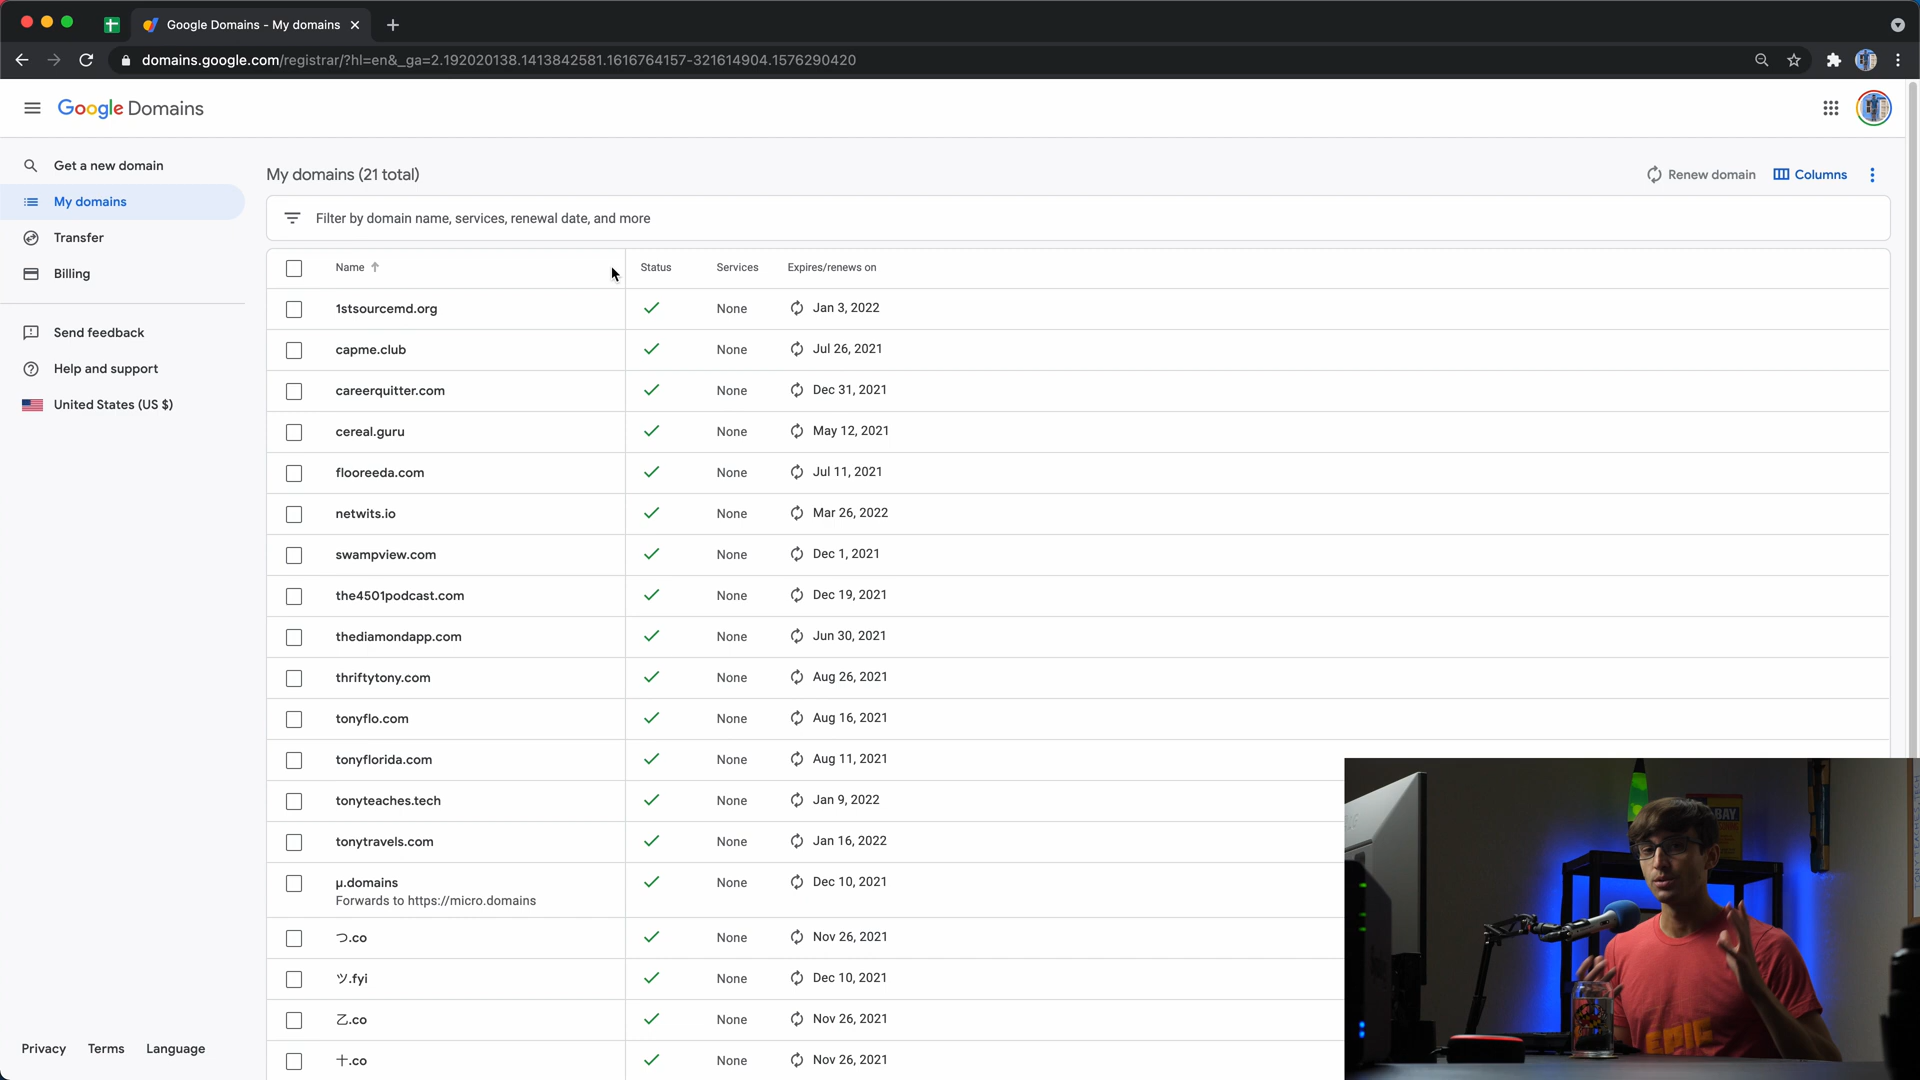 Google Domains - My domains
domains.google.com/registrar/?hl=en&_ga=2.192020138.1413842581.1616764157-321614904.1576290420
Google Domains
Get a new domain
My domains
Transfer
Billing
Send feedback
Help and support
United States (US $)
My domains (21 total)
Renew domain
Columns
Filter by domain name, services, renewal date, and more
Name Status Services Expires/renews on
1stsourcemd.org None Jan 3, 2022
capme.club None Jul 26, 2021
careerquitter.com None Dec 31, 2021
cereal.guru None May 12, 2021
flooreeda.com None Jul 11, 2021
netwits.io None Mar 26, 2022
swampview.com None Dec 1, 2021
the4501podcast.com None Dec 19, 2021
thediamondapp.com None Jun 30, 2021
thriftytony.com None Aug 26, 2021
tonyflo.com None Aug 16, 2021
tonyflorida.com None Aug 11, 2021
tonyteaches.tech None Jan 9, 2022
tonytravels.com None Jan 16, 2022
μ.domains None Dec 10, 2021
Forwards to https://micro.domains
つ.co None Nov 26, 2021
ツ.fyi None Dec 10, 2021
乙.co None Nov 26, 2021
十.co None Nov 26, 2021
Privacy Terms Language
BAY
EPIC